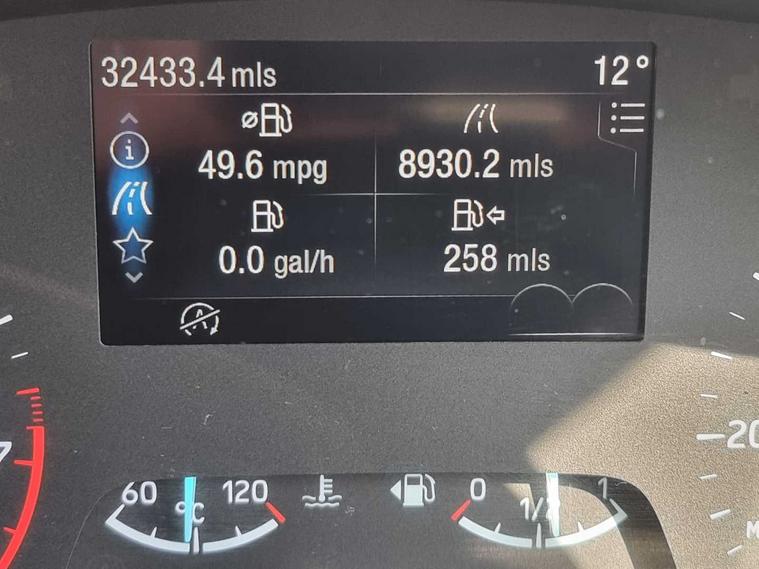 32433.4 mls 12°
49.6 mpg 8930.2 mls
0.0 gal/h 258 mls
60 °C 120
0 1/2 1
7
20
M